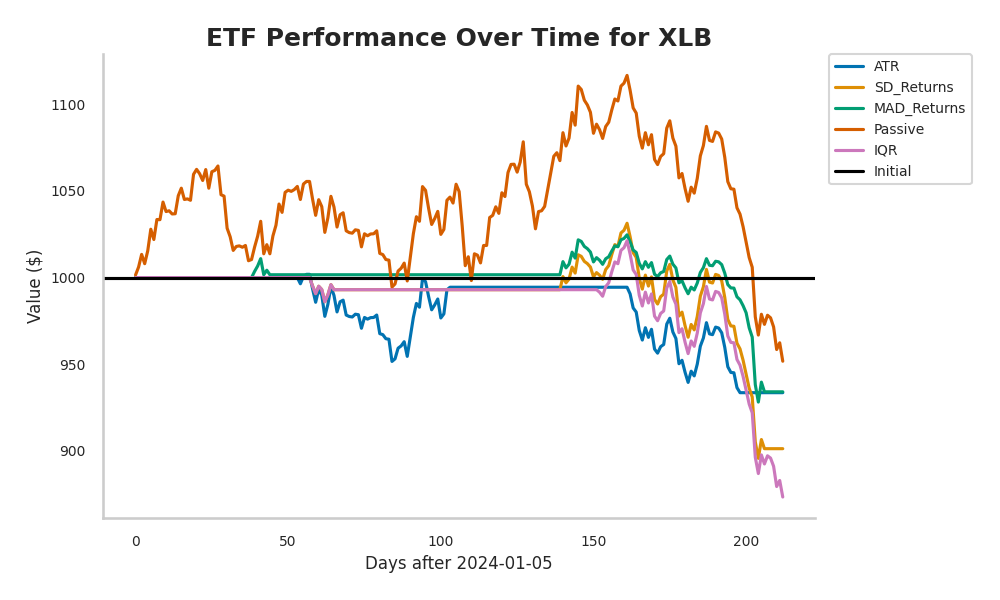 ETF Performance Over Time for XLB
ATR
SD_Returns
MAD_Returns
Passive
IQR
Initial
Value ($)
1100
1050
1000
950
900
0 50 100 150 200
Days after 2024-01-05